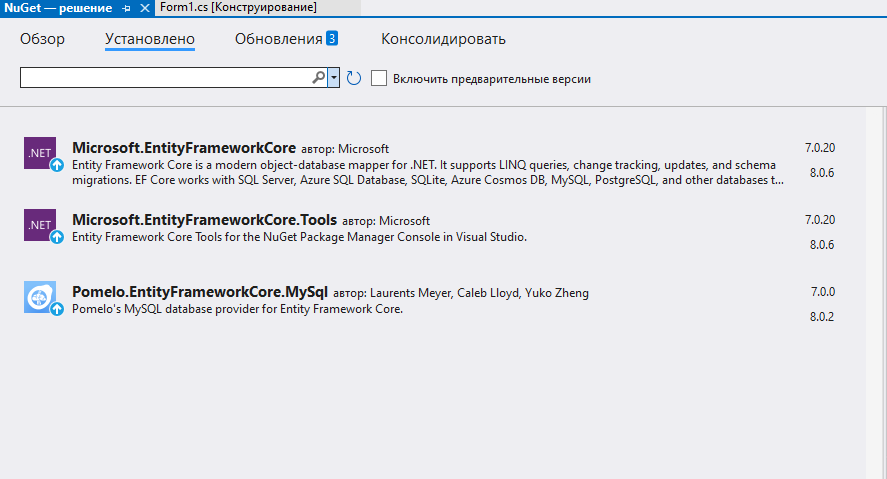 NuGet — решение
Form1.cs [Конструирование]
Обзор
Установлено
Обновления 3
Консолидировать
Включить предварительные версии
.NET
Microsoft.EntityFrameworkCore автор: Microsoft 7.0.20
Entity Framework Core is a modern object-database mapper for .NET. It supports LINQ queries, change tracking, updates, and schema
migrations. EF Core works with SQL Server, Azure SQL Database, SQLite, Azure Cosmos DB, MySQL, PostgreSQL, and other databases t...
8.0.6
.NET
Microsoft.EntityFrameworkCore.Tools автор: Microsoft 7.0.20
Entity Framework Core Tools for the NuGet Package Manager Console in Visual Studio.
8.0.6
Pomelo.EntityFrameworkCore.MySql автор: Laurents Meyer, Caleb Lloyd, Yuko Zheng 7.0.0
Pomelo's MySQL database provider for Entity Framework Core.
8.0.2